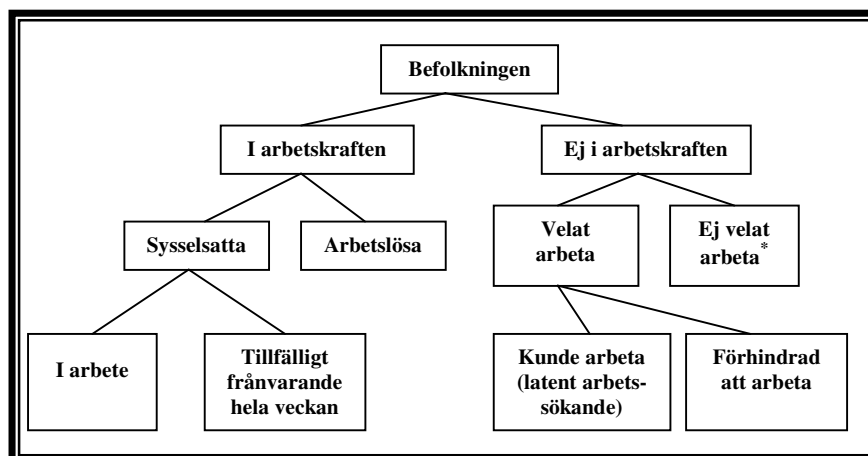 Befolkningen
I arbetskraften
Ej i arbetskraften
Sysselsatta
Arbetslösa
Velat
arbeta
Ej velat
arbeta*
I arbete
Tillfälligt
frånvarande
hela veckan
Kunde arbeta
(latent arbets-
sökande)
Förhindrad
att arbeta